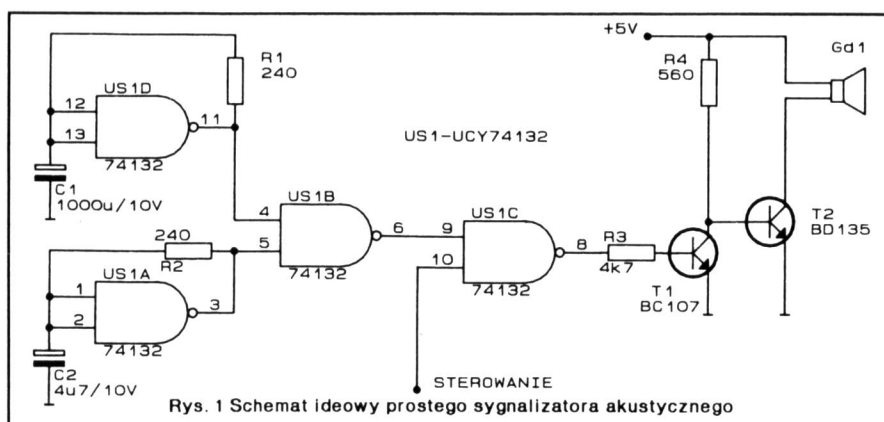 +5V
Gd1
R1
240
R4
560
US1D
12
13
11
74132
US1-UCY74132
C1
1000u/10V
US1B
4
5
6
74132
US1C
9
10
8
74132
R3
4k7
T1
BC107
T2
BD135
240
R2
US1A
1
2
3
74132
C2
4u7/10V
STEROWANIE
Rys. 1 Schemat ideowy prostego sygnalizatora akustycznego